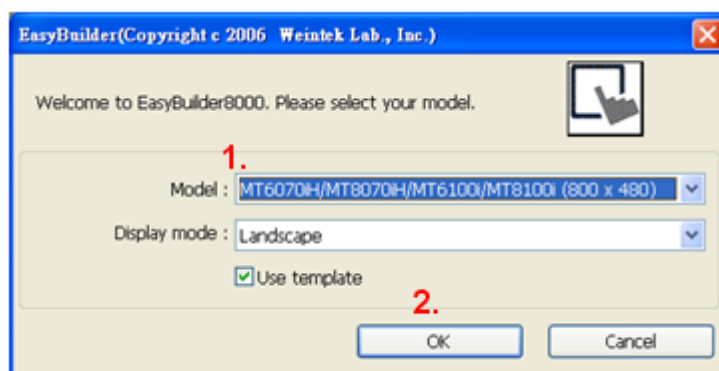 EasyBuilder(Copyright c 2006 Weintek Lab., Inc.)
Welcome to EasyBuilder8000. Please select your model.
1.
Model : MT6070iH/MT8070iH/MT6100i/MT8100i (800 x 480)
Display mode : Landscape
Use template
2.
OK Cancel